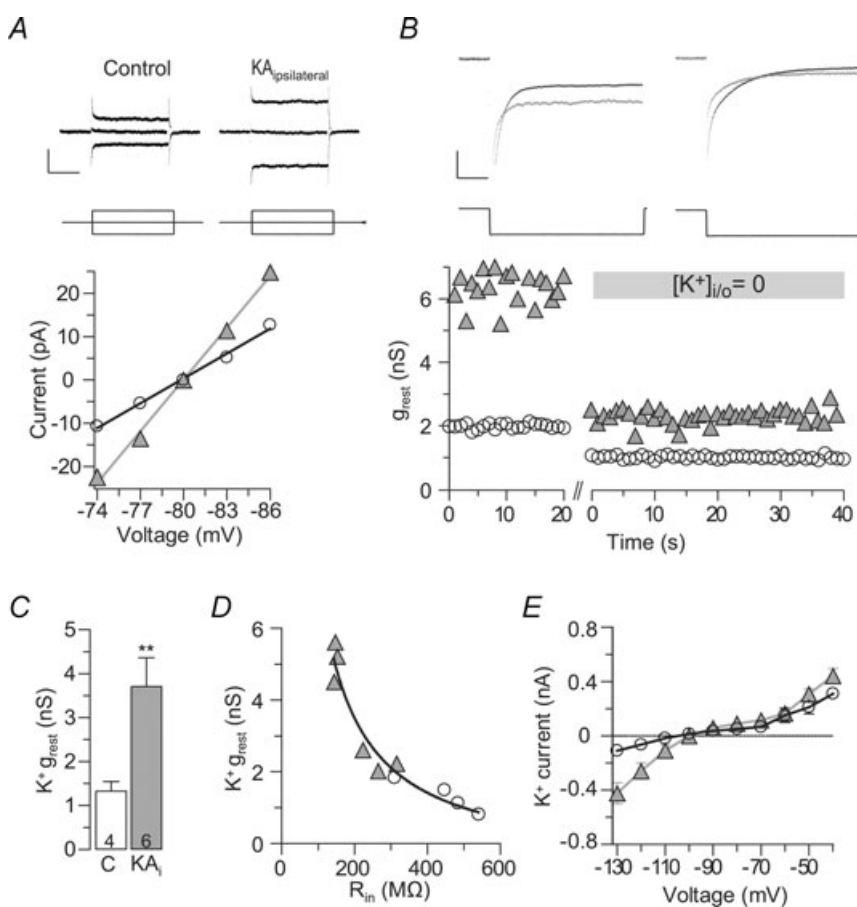 A
Control
KAipsilateral
25
20
10
0
-10
-20
-25
Current (pA)
-74 -77 -80 -83 -86
Voltage (mV)
B
[K⁺]i/o= 0
6
4
2
0
grest (nS)
0 10 20 // 0 10 20 30 40
Time (s)
C
5
4
3
2
1
0
K⁺ grest (nS)
**
4 6
C KAi
D
6
4
2
0
K⁺ grest (nS)
0 200 400 600
Rin (MΩ)
E
0.8
0.4
0
-0.4
-0.8
K⁺ current (nA)
-130 -110 -90 -70 -50
Voltage (mV)